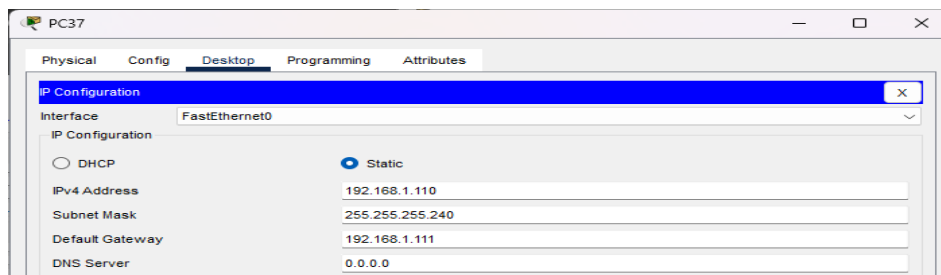 PC37
Physical Config Desktop Programming Attributes
IP Configuration X
Interface FastEthernet0
IP Configuration
DHCP Static
IPv4 Address 192.168.1.110
Subnet Mask 255.255.255.240
Default Gateway 192.168.1.111
DNS Server 0.0.0.0